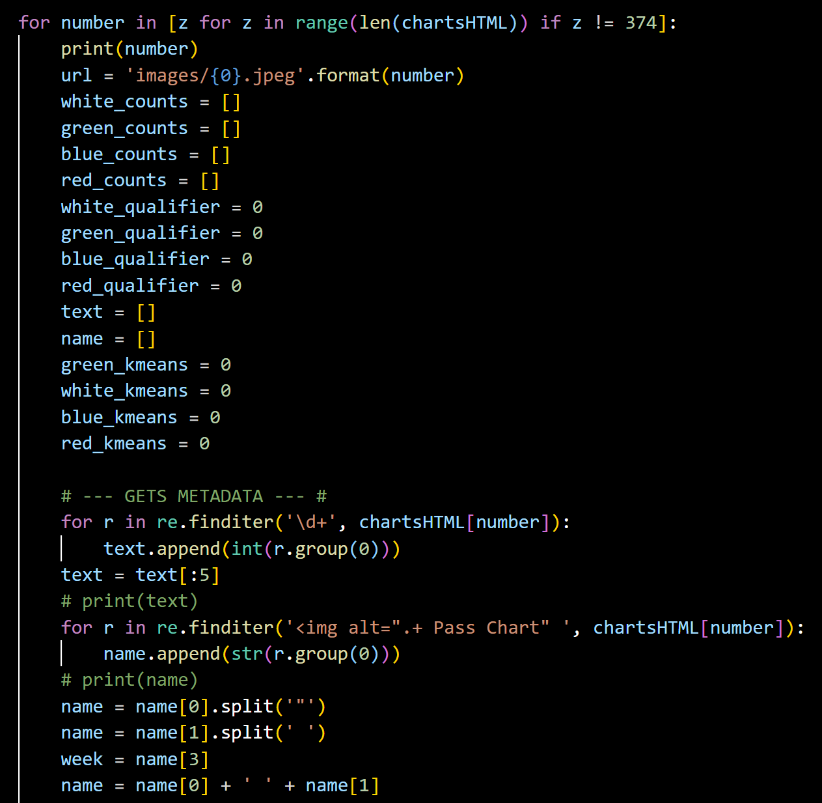 for number in [z for z in range(len(chartsHTML)) if z != 374]:
    print(number)
    url = 'images/{0}.jpeg'.format(number)
    white_counts = []
    green_counts = []
    blue_counts = []
    red_counts = []
    white_qualifier = 0
    green_qualifier = 0
    blue_qualifier = 0
    red_qualifier = 0
    text = []
    name = []
    green_kmeans = 0
    white_kmeans = 0
    blue_kmeans = 0
    red_kmeans = 0

    # --- GETS METADATA --- #
    for r in re.finditer('\d+', chartsHTML[number]):
        text.append(int(r.group(0)))
    text = text[:5]
    # print(text)
    for r in re.finditer('<img alt=".+ Pass Chart" ', chartsHTML[number]):
        name.append(str(r.group(0)))
    # print(name)
    name = name[0].split('"')
    name = name[1].split(' ')
    week = name[3]
    name = name[0] + ' ' + name[1]